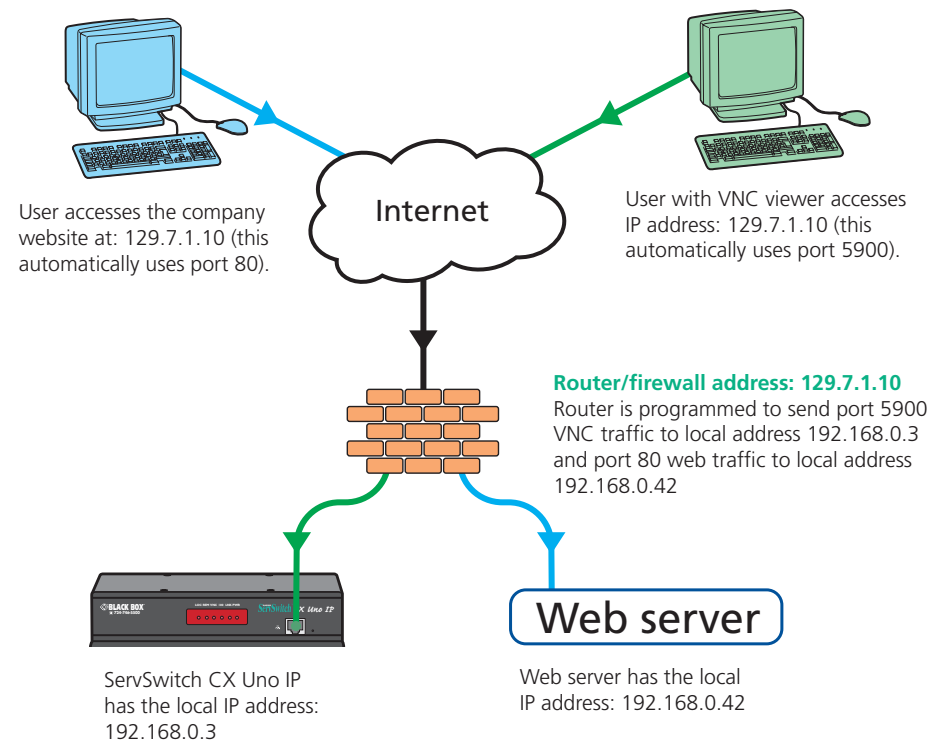 User accesses the company
website at: 129.7.1.10 (this
automatically uses port 80).
Internet
User with VNC viewer accesses
IP address: 129.7.1.10 (this
automatically uses port 5900).
Router/firewall address: 129.7.1.10
Router is programmed to send port 5900
VNC traffic to local address 192.168.0.3
and port 80 web traffic to local address
192.168.0.42
BLACK BOX
724-746-5500
ServSwitch CX Uno IP
ServSwitch CX Uno IP
has the local IP address:
192.168.0.3
Web server
Web server has the local
IP address: 192.168.0.42